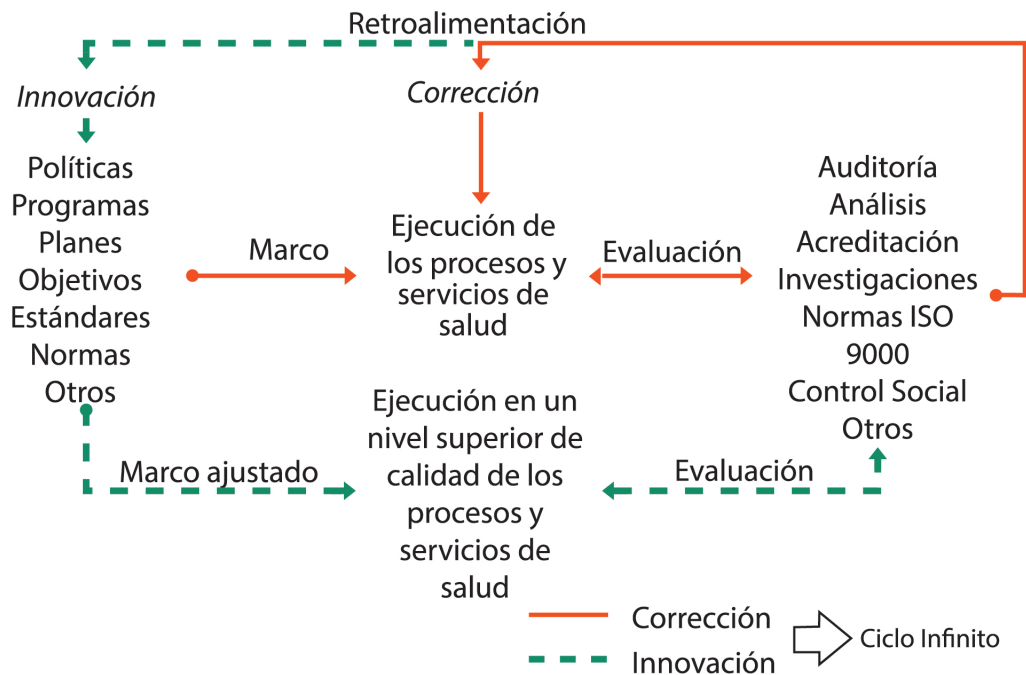 Retroalimentación
Innovación
Corrección
Políticas
Programas
Planes
Objetivos
Estándares
Normas
Otros
Marco
Ejecución de
los procesos y
servicios de
salud
Evaluación
Auditoría
Análisis
Acreditación
Investigaciones
Normas ISO
9000
Control Social
Otros
Marco ajustado
Ejecución en un
nivel superior de
calidad de los
procesos y
servicios de
salud
Evaluación
Corrección
Innovación
Ciclo Infinito